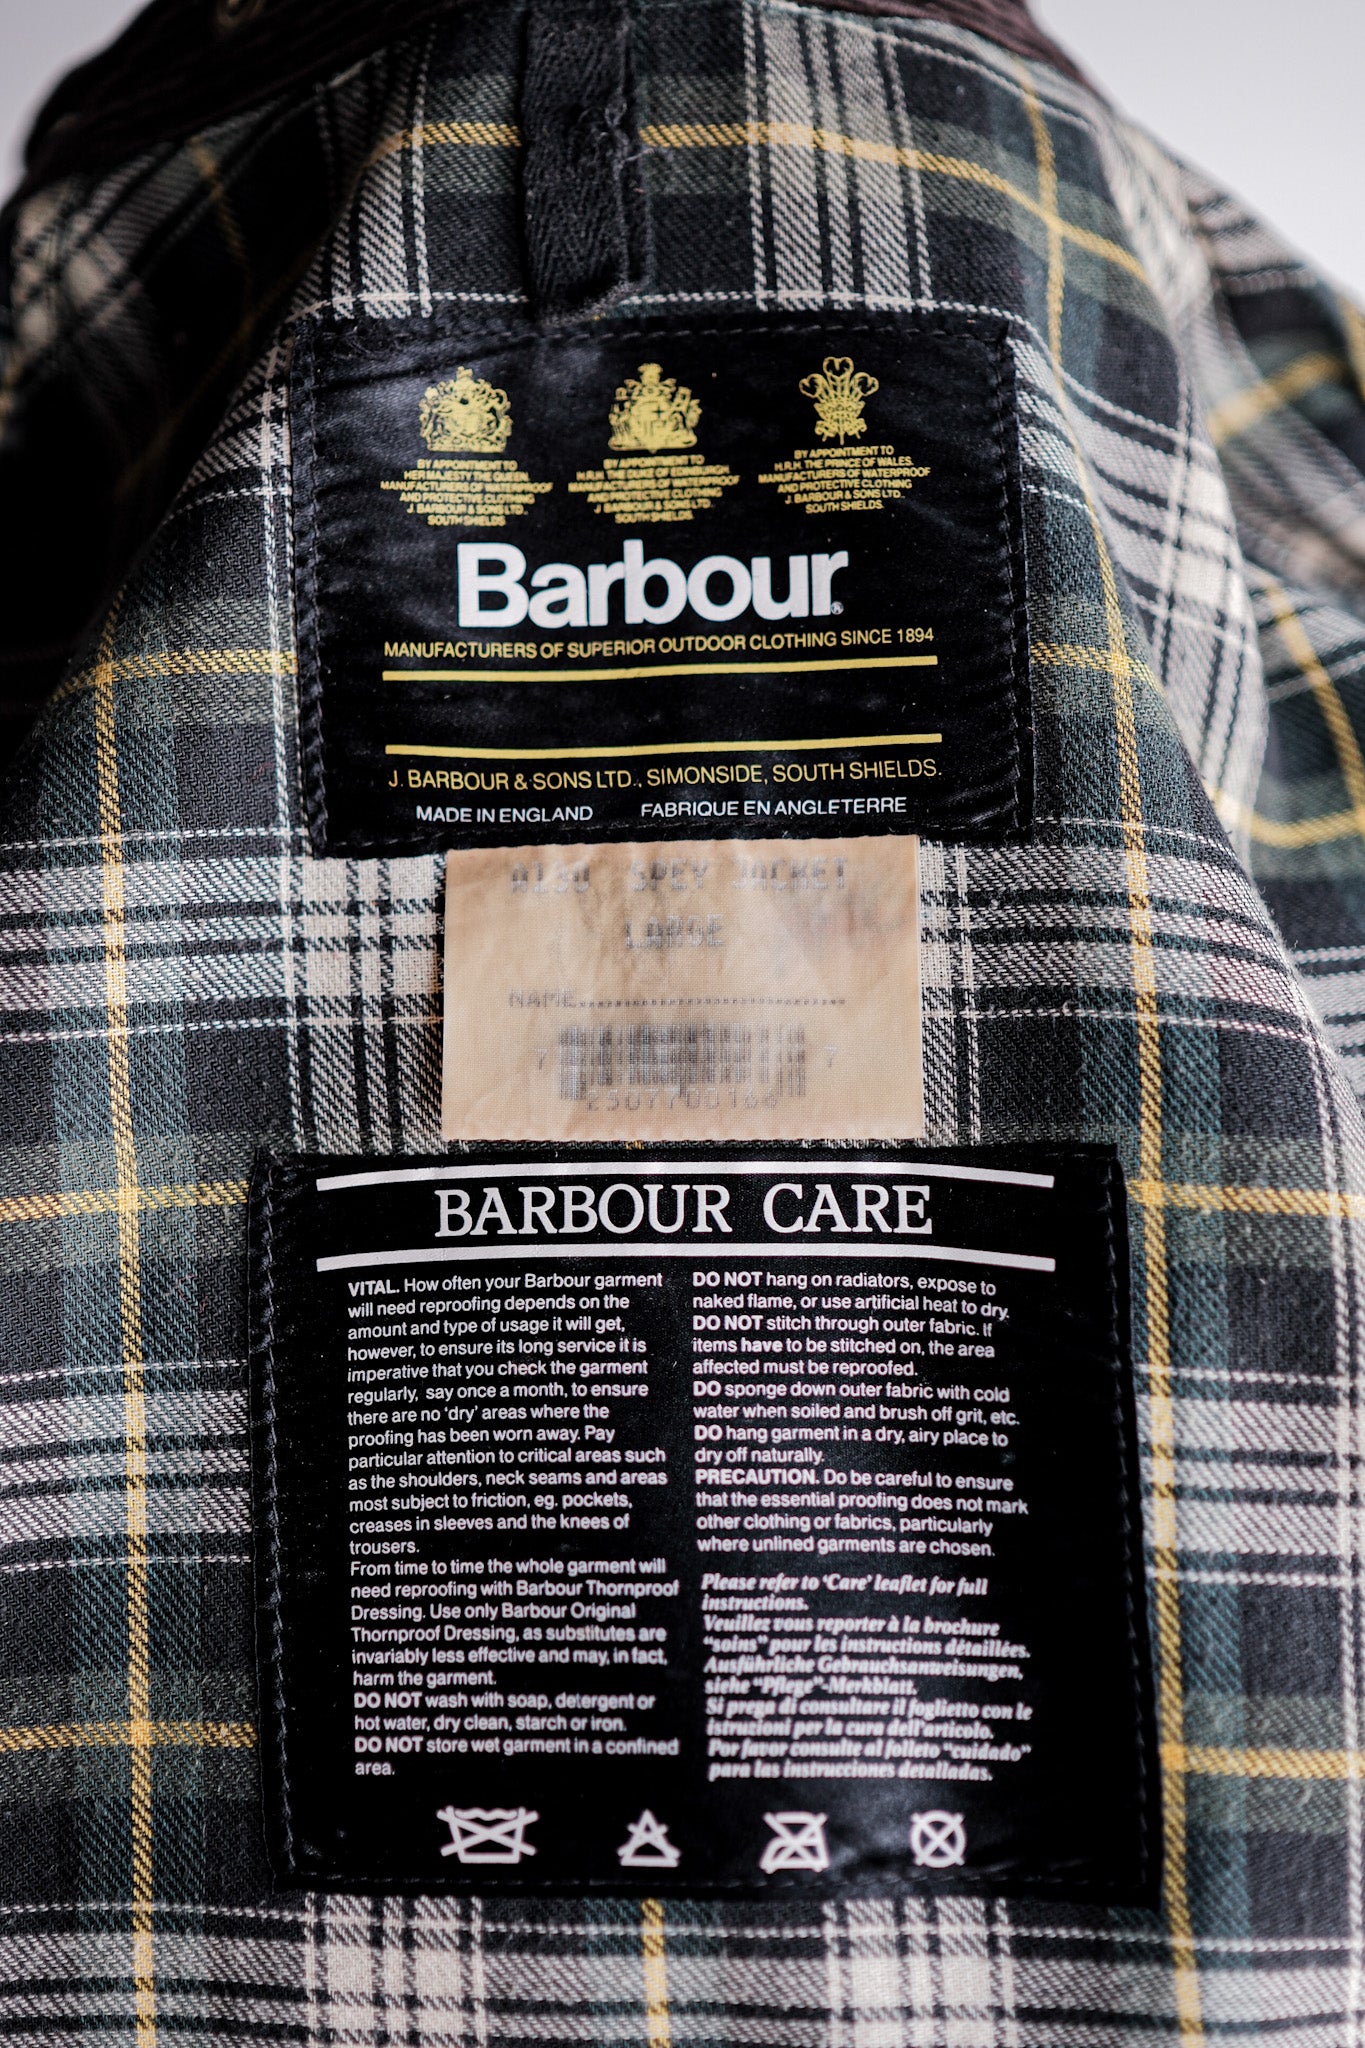 BY APPOINTMENT TO
HER MAJESTY THE QUEEN.
MANUFACTURERS OF WATERPROOF
AND PROTECTIVE CLOTHING
J. BARBOUR & SONS LTD.,
SOUTH SHIELDS.
BY APPOINTMENT TO
H.R.H. THE DUKE OF EDINBURGH
MANUFACTURERS OF WATERPROOF
AND PROTECTIVE CLOTHING
J. BARBOUR & SONS LTD.,
SOUTH SHIELDS.
BY APPOINTMENT TO
H.R.H. THE PRINCE OF WALES.
MANUFACTURERS OF WATERPROOF
AND PROTECTIVE CLOTHING
J. BARBOUR & SONS LTD.,
SOUTH SHIELDS.
Barbour®
MANUFACTURERS OF SUPERIOR OUTDOOR CLOTHING SINCE 1894
J. BARBOUR & SONS LTD., SIMONSIDE, SOUTH SHIELDS.
MADE IN ENGLAND FABRIQUE EN ANGLETERRE
SPEY JACKET
LARGE
NAME
7 7
BARBOUR CARE
VITAL. How often your Barbour garment
will need reproofing depends on the
amount and type of usage it will get,
however, to ensure its long service it is
imperative that you check the garment
regularly, say once a month, to ensure
there are no 'dry' areas where the
proofing has been worn away. Pay
particular attention to critical areas such
as the shoulders, neck seams and areas
most subject to friction, eg. pockets,
creases in sleeves and the knees of
trousers.
From time to time the whole garment will
need reproofing with Barbour Thornproof
Dressing. Use only Barbour Original
Thornproof Dressing, as substitutes are
invariably less effective and may, in fact,
harm the garment.
DO NOT wash with soap, detergent or
hot water, dry clean, starch or iron.
DO NOT store wet garment in a confined
area.
DO NOT hang on radiators, expose to
naked flame, or use artificial heat to dry.
DO NOT stitch through outer fabric. If
items have to be stitched on, the area
affected must be reproofed.
DO sponge down outer fabric with cold
water when soiled and brush off grit, etc.
DO hang garment in a dry, airy place to
dry off naturally.
PRECAUTION. Do be careful to ensure
that the essential proofing does not mark
other clothing or fabrics, particularly
where unlined garments are chosen.
Please refer to 'Care' leaflet for full
instructions.
Veuillez vous reporter à la brochure
"soins" pour les instructions détaillées.
Ausführliche Gebrauchsanweisungen,
siehe "Pflege"-Merkblatt.
Si prega di consultare il foglietto con le
istruzioni per la cura dell'articolo.
Por favor consulte al folleto "cuidado"
para las instrucciones detalladas.